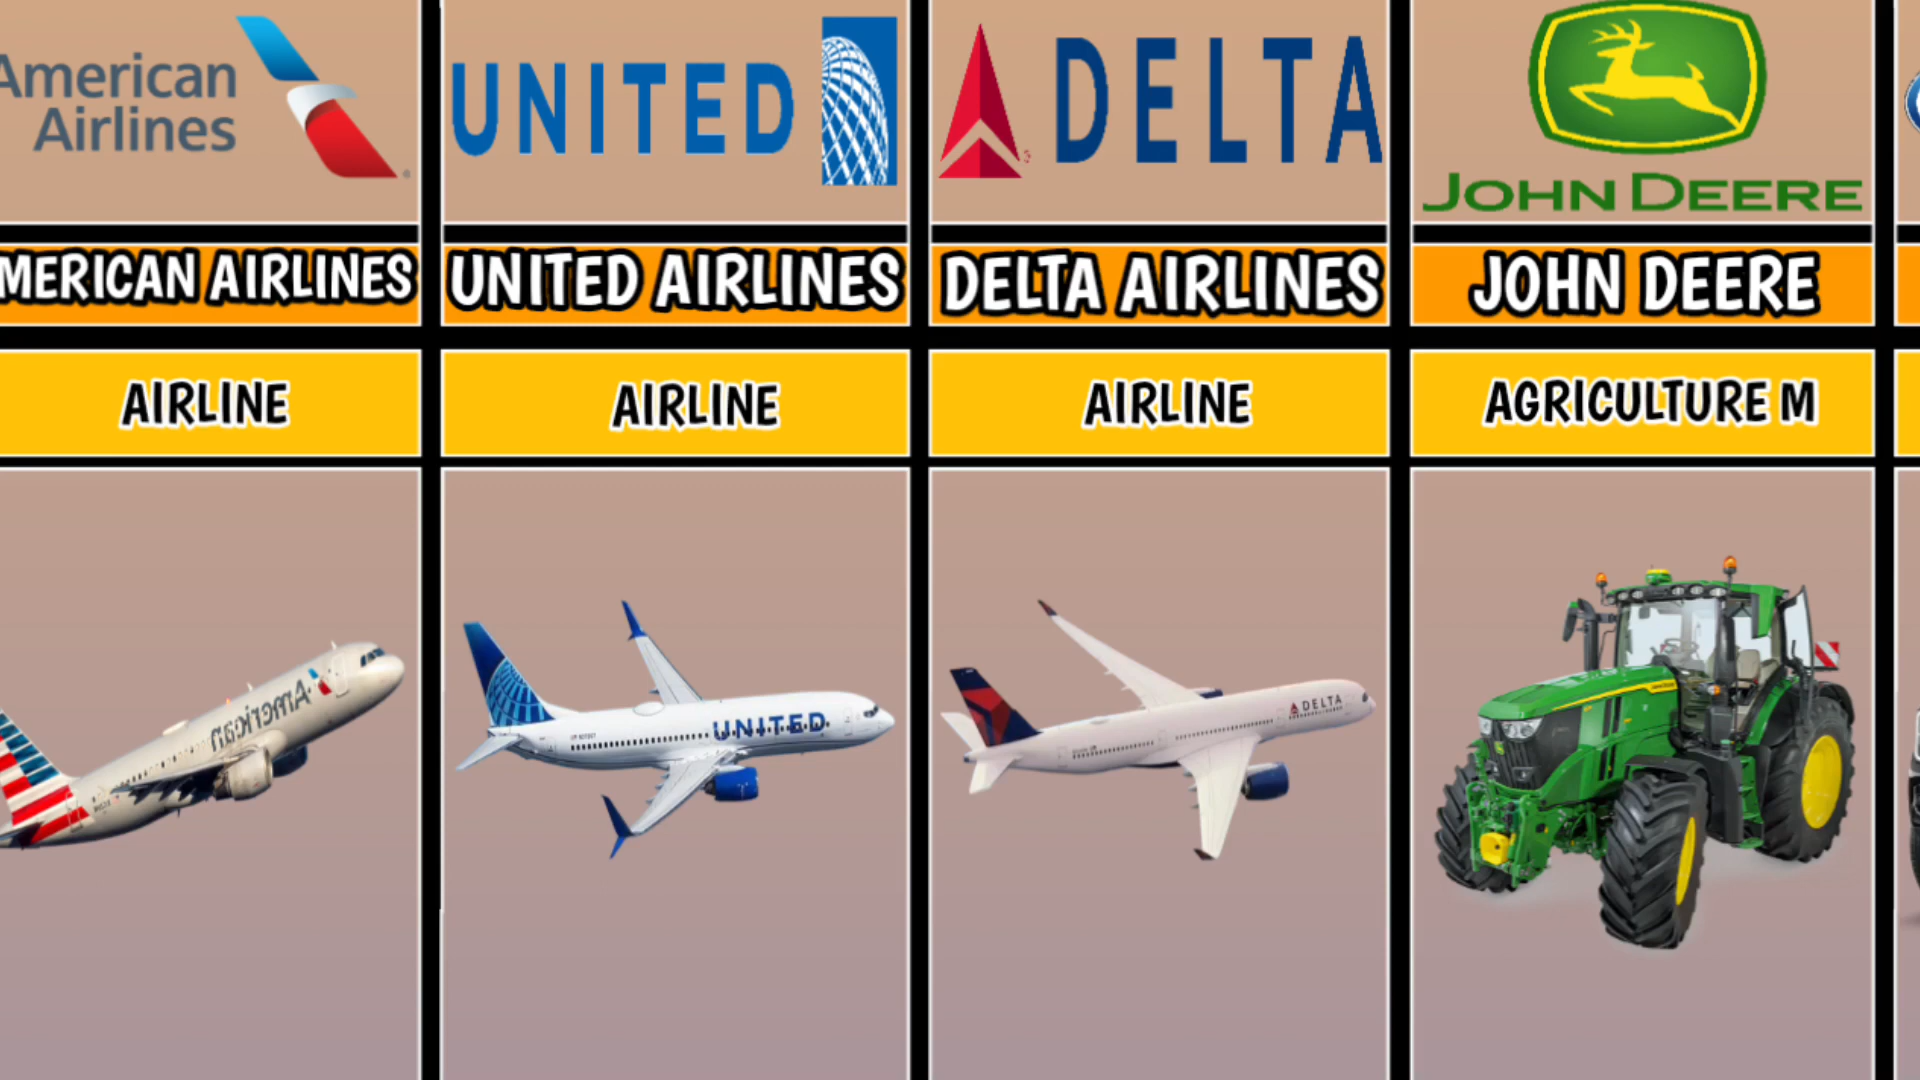 American
Airlines
UNITED
DELTA
JOHN DEERE
MERICAN AIRLINES
UNITED AIRLINES
DELTA AIRLINES
JOHN DEERE
AIRLINE
AIRLINE
AIRLINE
AGRICULTURE M
American
UNITED
DELTA